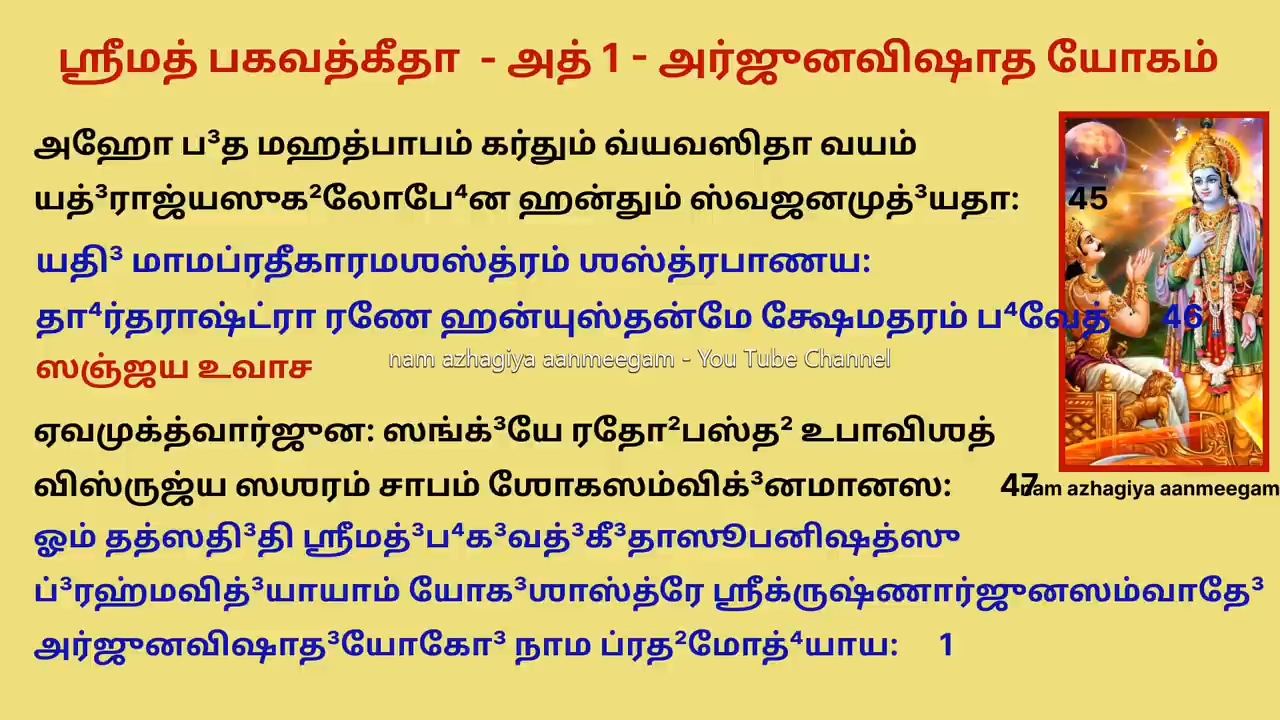 ஸ்ரீமத் பகவத்கீதா - அத் 1 - அர்ஜுனவிஷாத யோகம்
அஹோ ப³த மஹத்பாபம் கர்தும் வ்யவஸிதா வயம்
யத்³ராஜ்யஸுக²லோபே⁴ன ஹன்தும் ஸ்வஜனமுத்³யதா: 45
யதி³ மாமப்ரதீகாரமஶஸ்த்ரம் ஶஸ்த்ரபாணய:
தா⁴ர்தராஷ்ட்ரா ரணே ஹன்யுஸ்தன்மே க்ஷேமதரம் ப⁴வேத் 46
nam azhagiya aanmeegam - You Tube Channel
ஸஞ்ஜய உவாச
ஏவமுக்த்வார்ஜுன: ஸங்க்³யே ரதோ²பஸ்த² உபாவிஶத்
விஸ்ருஜ்ய ஸஶரம் சாபம் ஶோகஸம்விக்³னமானஸ: 47
nam azhagiya aanmeegam
ஓம் தத்ஸதி³தி ஸ்ரீமத்³ப⁴க³வத்³கீ³தாஸூபனிஷத்ஸு
ப்³ரஹ்மவித்³யாயாம் யோக³ஶாஸ்த்ரே ஸ்ரீக்ருஷ்ணார்ஜுனஸம்வாதே³
அர்ஜுனவிஷாத³யோகோ³ நாம ப்ரத²மோத்⁴யாய: 1